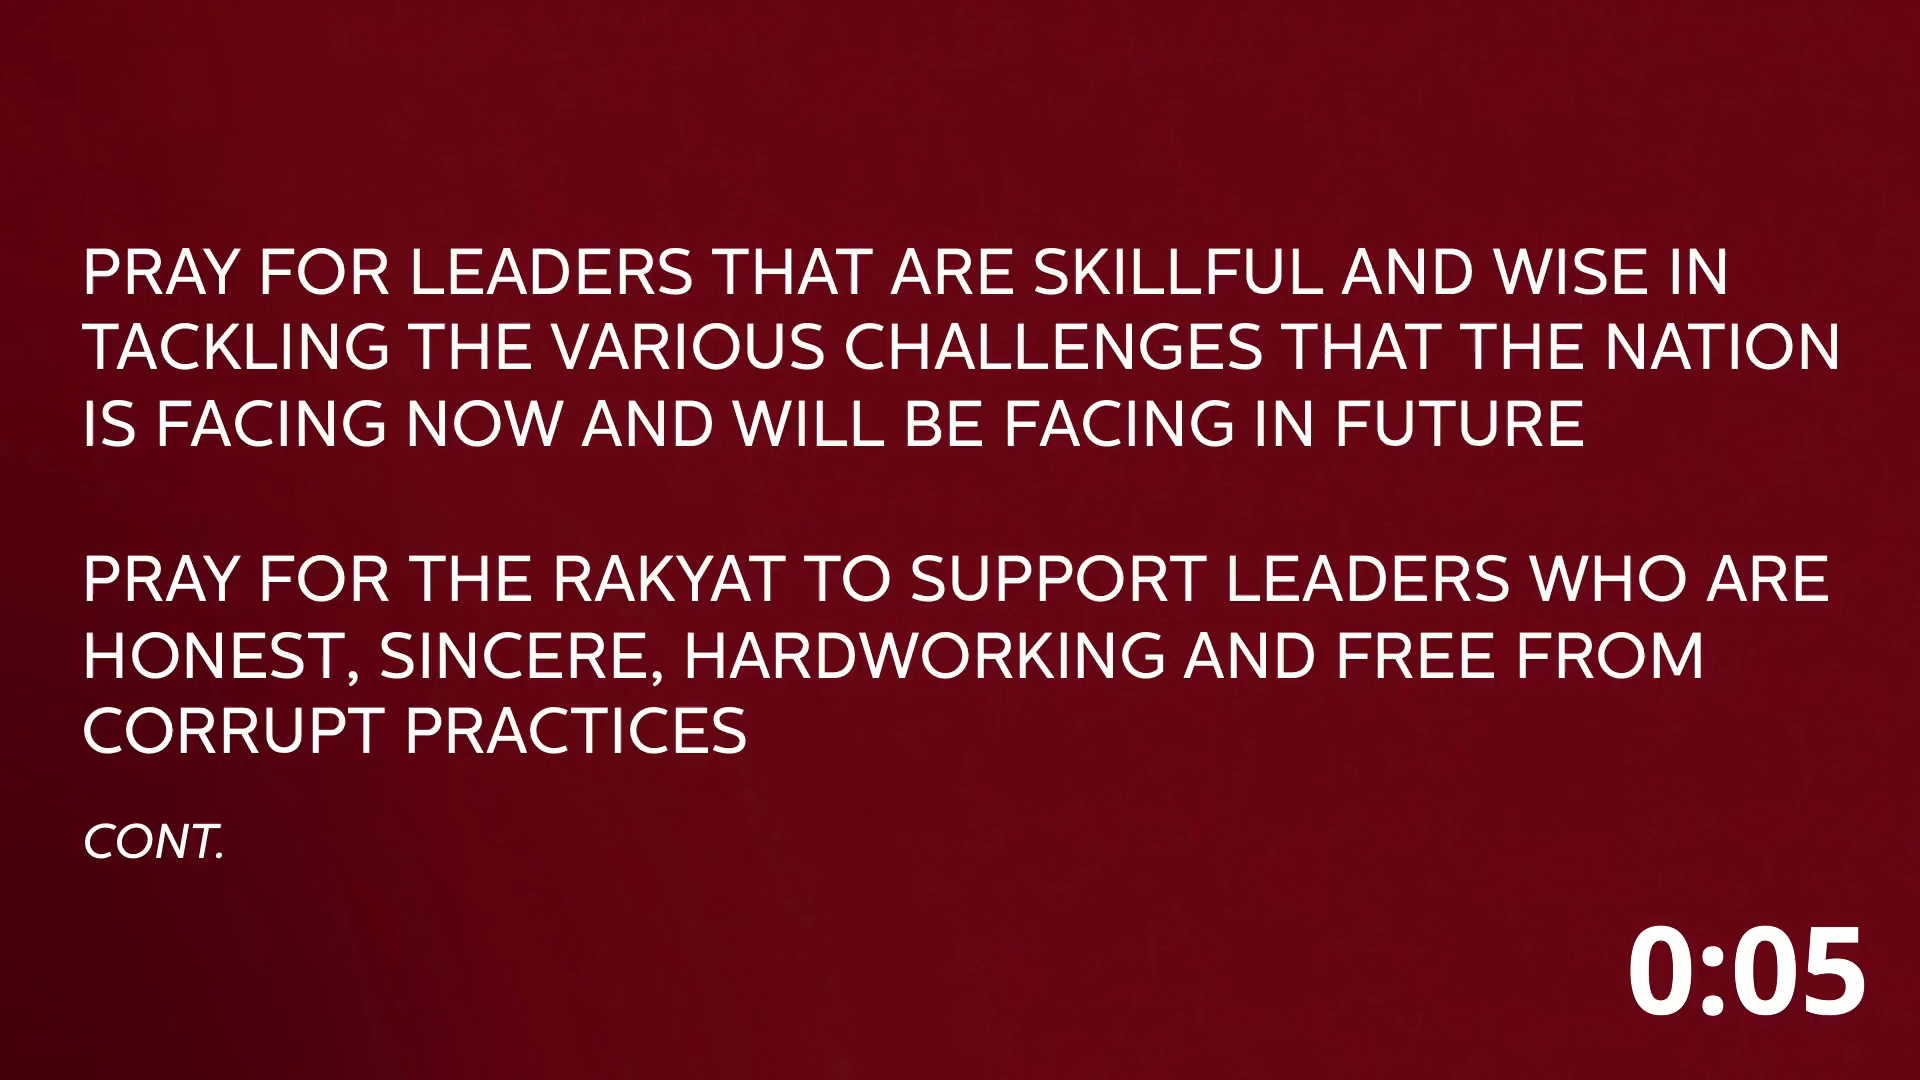 PRAY FOR LEADERS THAT ARE SKILLFUL AND WISE IN
TACKLING THE VARIOUS CHALLENGES THAT THE NATION
IS FACING NOW AND WILL BE FACING IN FUTURE
PRAY FOR THE RAKYAT TO SUPPORT LEADERS WHO ARE
HONEST, SINCERE, HARDWORKING AND FREE FROM
CORRUPT PRACTICES
CONT.
0:05